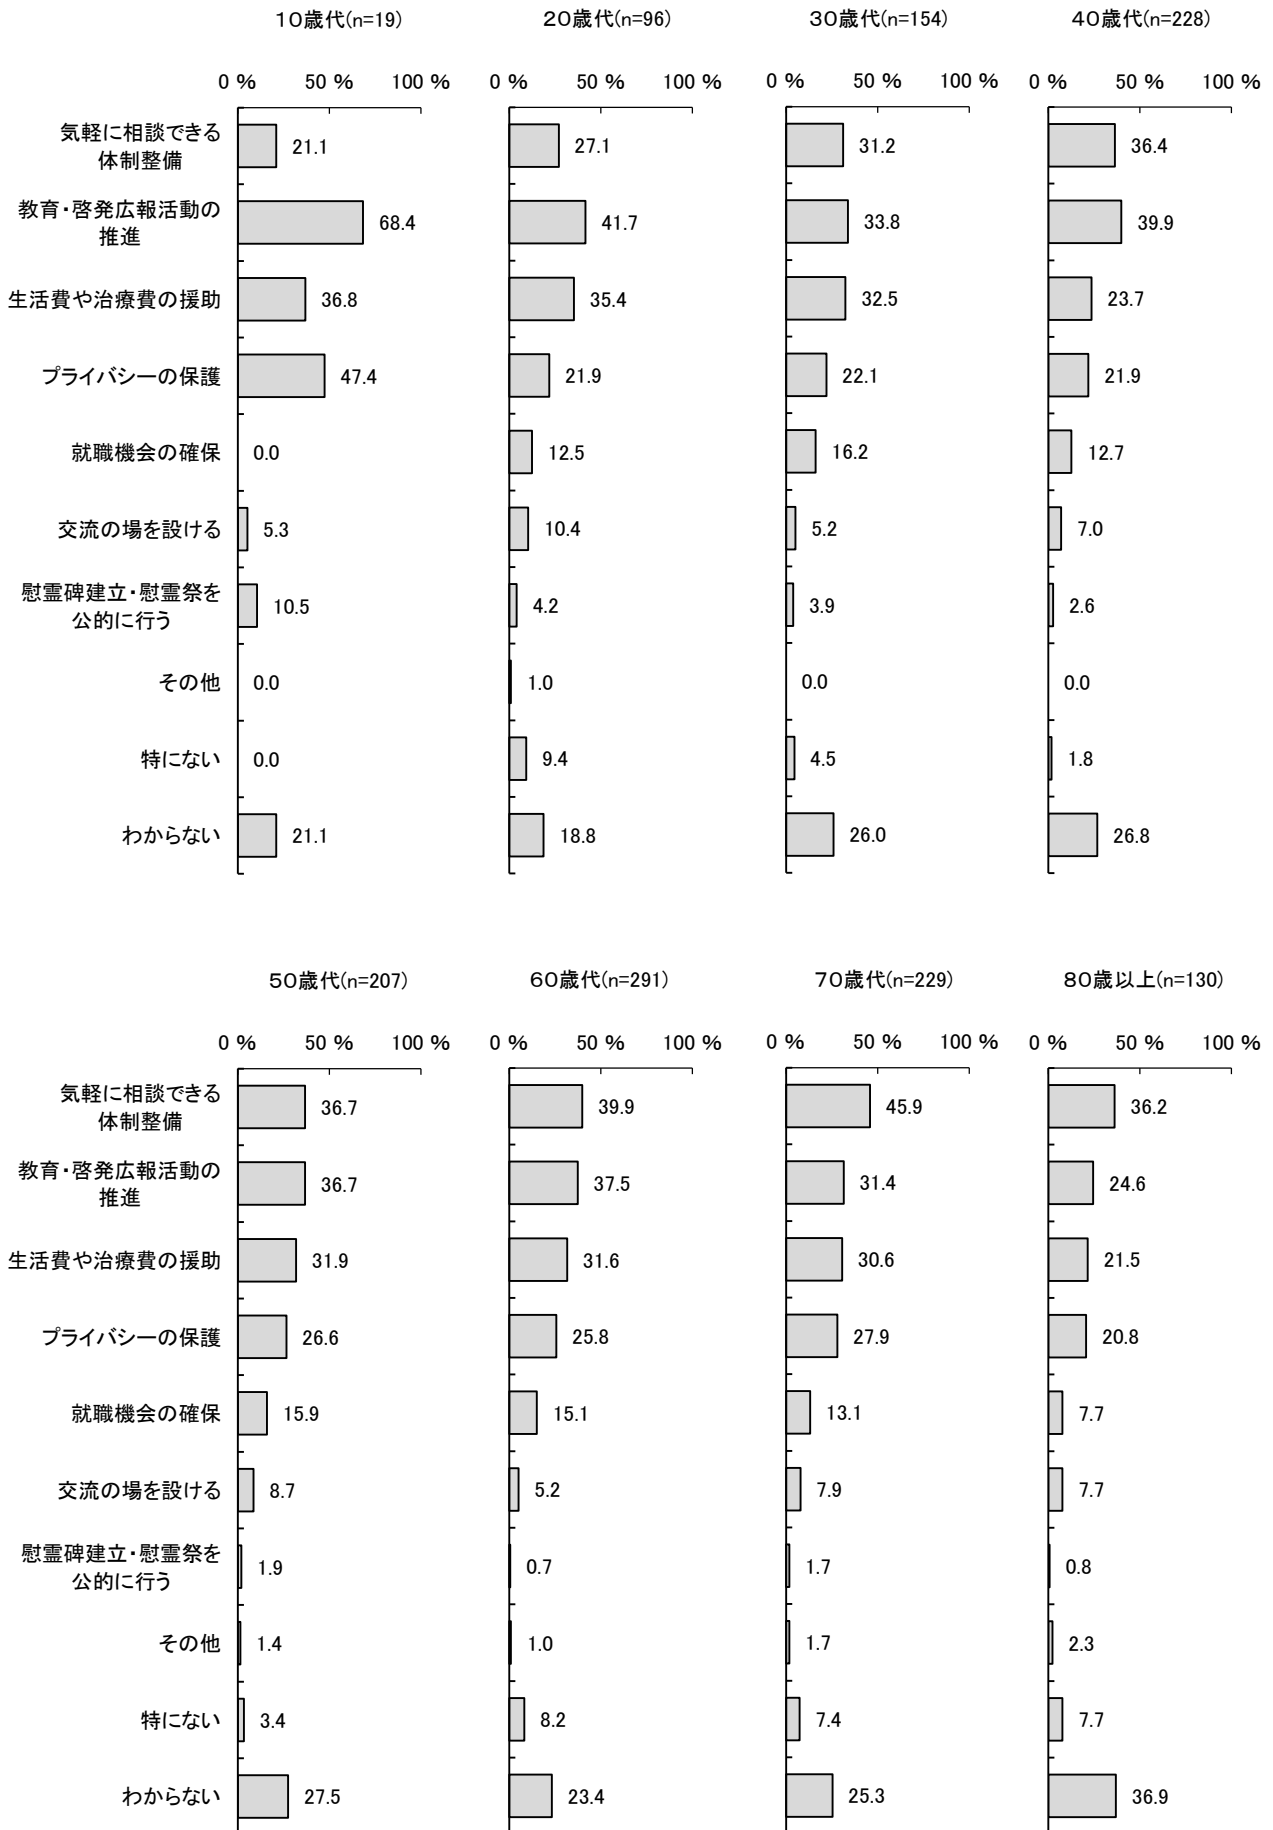 10歳代(n=19) 20歳代(n=96) 30歳代(n=154) 40歳代(n=228)
0 % 50 % 100 % 0 % 50 % 100 % 0 % 50 % 100 % 0 % 50 % 100 %
気軽に相談できる
体制整備
21.1 27.1 31.2 36.4
教育・啓発広報活動の
推進
68.4 41.7 33.8 39.9
生活費や治療費の援助 36.8 35.4 32.5 23.7
プライバシーの保護 47.4 21.9 22.1 21.9
就職機会の確保 0.0 12.5 16.2 12.7
交流の場を設ける 5.3 10.4 5.2 7.0
慰霊碑建立・慰霊祭を
公的に行う
10.5 4.2 3.9 2.6
その他 0.0 1.0 0.0 0.0
特にない 0.0 9.4 4.5 1.8
わからない 21.1 18.8 26.0 26.8
50歳代(n=207) 60歳代(n=291) 70歳代(n=229) 80歳以上(n=130)
0 % 50 % 100 % 0 % 50 % 100 % 0 % 50 % 100 % 0 % 50 % 100 %
気軽に相談できる
体制整備
36.7 39.9 45.9 36.2
教育・啓発広報活動の
推進
36.7 37.5 31.4 24.6
生活費や治療費の援助 31.9 31.6 30.6 21.5
プライバシーの保護 26.6 25.8 27.9 20.8
就職機会の確保 15.9 15.1 13.1 7.7
交流の場を設ける 8.7 5.2 7.9 7.7
慰霊碑建立・慰霊祭を
公的に行う
1.9 0.7 1.7 0.8
その他 1.4 1.0 1.7 2.3
特にない 3.4 8.2 7.4 7.7
わからない 27.5 23.4 25.3 36.9